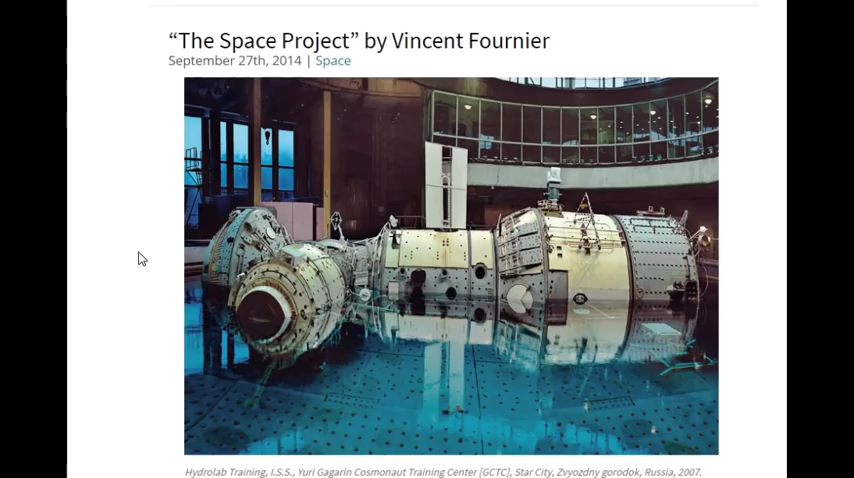 “The Space Project” by Vincent Fournier
September 27th, 2014 | Space
Hydrolab Training, I.S.S., Yuri Gagarin Cosmonaut Training Center [GCTC], Star City, Zvyozdny gorodok, Russia, 2007.